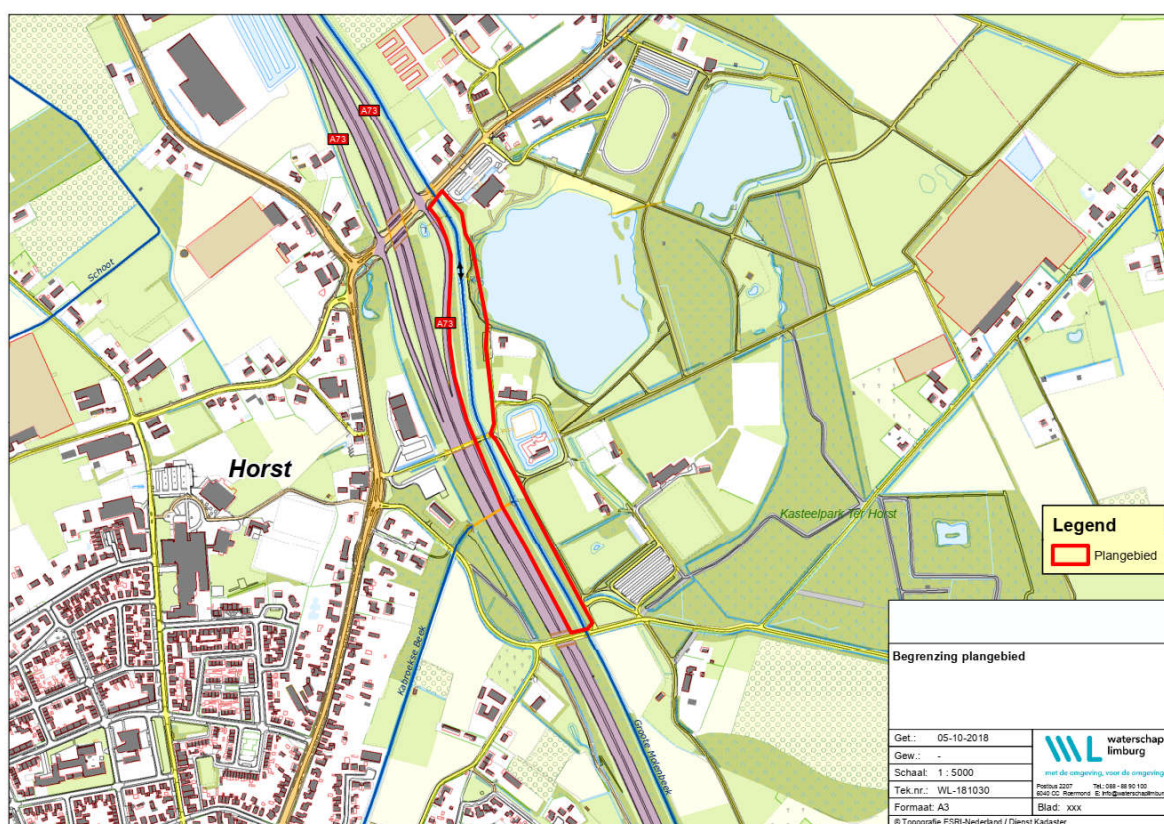 A73
A73
Schoot
A73
Horst
Kasteelpark Ter Horst
Kabroekse Beek
Groote Molenbeek
Legend
Plangebied
Begrenzing plangebied
Get.: 05-10-2018
Gew.: -
Schaal: 1 : 5000
Tek.nr.: WL-181030
Formaat: A3
Blad: xxx
waterschap
limburg
met de omgeving, voor de omgeving
Postbus 2207 Tel.: 088 - 88 90 100
6040 CC Roermond E: info@waterschaplimburg
© Topografie ESRI-Nederland / Dienst Kadaster